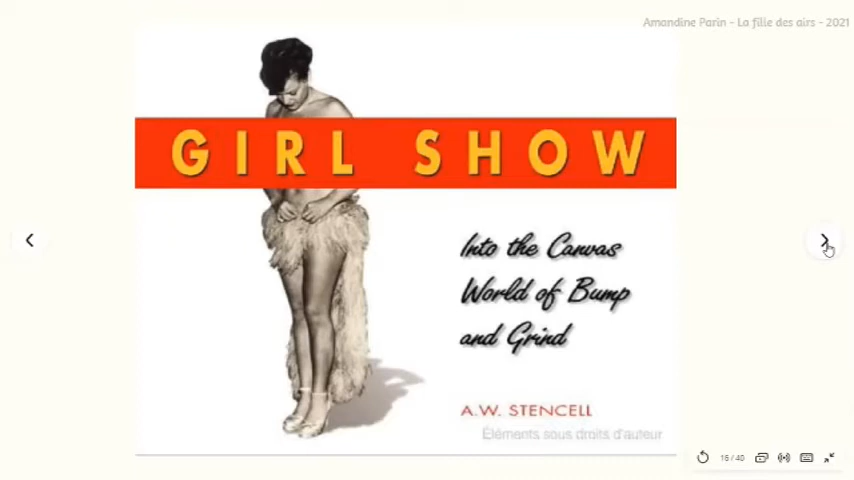 Amandine Parin - La fille des airs - 2021
GIRL SHOW
Into the Canvas
World of Bump
and Grind
A.W. STENCELL
Éléments sous droits d'auteur
16 / 40